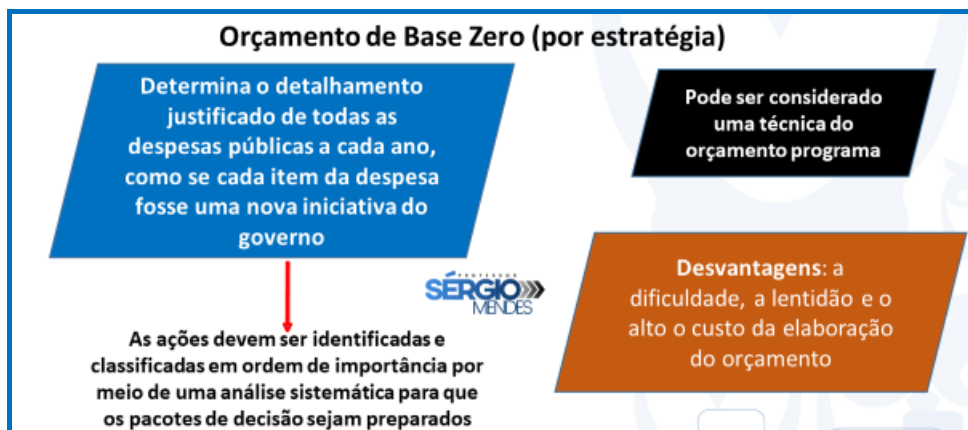 Orçamento de Base Zero (por estratégia)
Determina o detalhamento
justificado de todas as
despesas públicas a cada ano,
como se cada item da despesa
fosse uma nova iniciativa do
governo
Pode ser considerado
uma técnica do
orçamento programa
PROFESSOR
SÉRGIO
MENDES
Desvantagens: a
dificuldade, a lentidão e o
alto o custo da elaboração
do orçamento
As ações devem ser identificadas e
classificadas em ordem de importância por
meio de uma análise sistemática para que
os pacotes de decisão sejam preparados